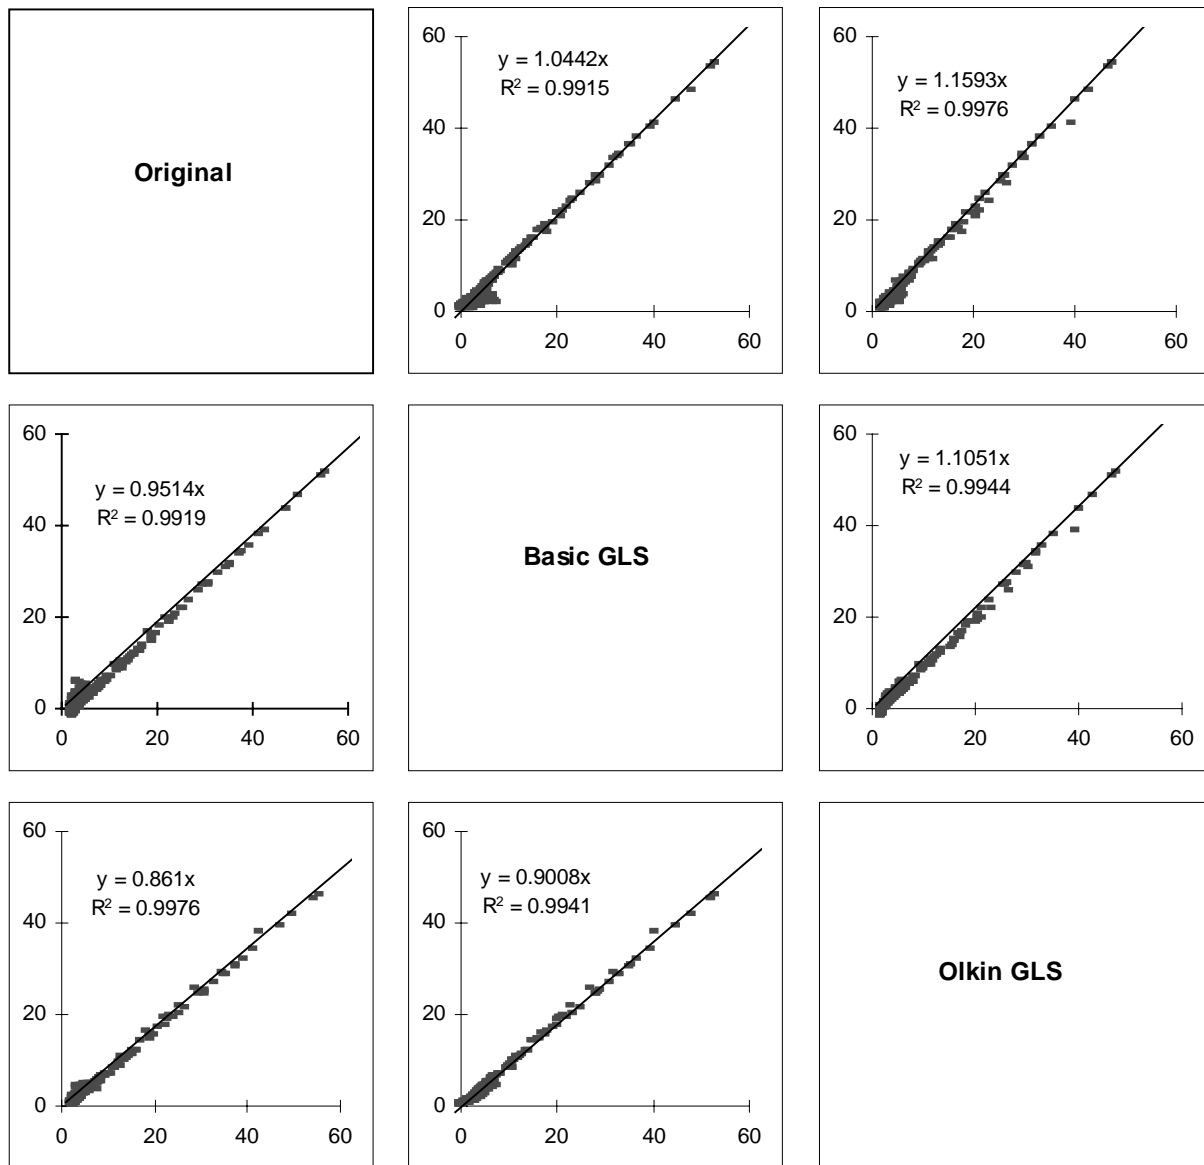 Original
60
40
20
0
0 20 40 60
y = 1.0442x
R² = 0.9915
60
40
20
0
0 20 40 60
y = 1.1593x
R² = 0.9976
60
40
20
0
0 20 40 60
y = 0.9514x
R² = 0.9919
Basic GLS
60
40
20
0
0 20 40 60
y = 1.1051x
R² = 0.9944
60
40
20
0
0 20 40 60
y = 0.861x
R² = 0.9976
60
40
20
0
0 20 40 60
y = 0.9008x
R² = 0.9941
Olkin GLS